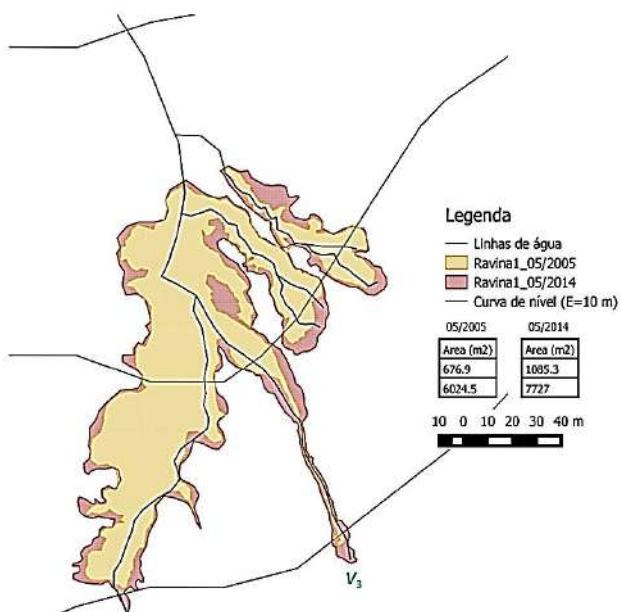 Legenda
Linhas de água
Ravina1_05/2005
Ravina1_05/2014
Curva de nível (E=10 m)
05/2005 05/2014
Area (m2) Area (m2)
676.9 1085.3
6024.5 7727
10 0 10 20 30 40 m
V3